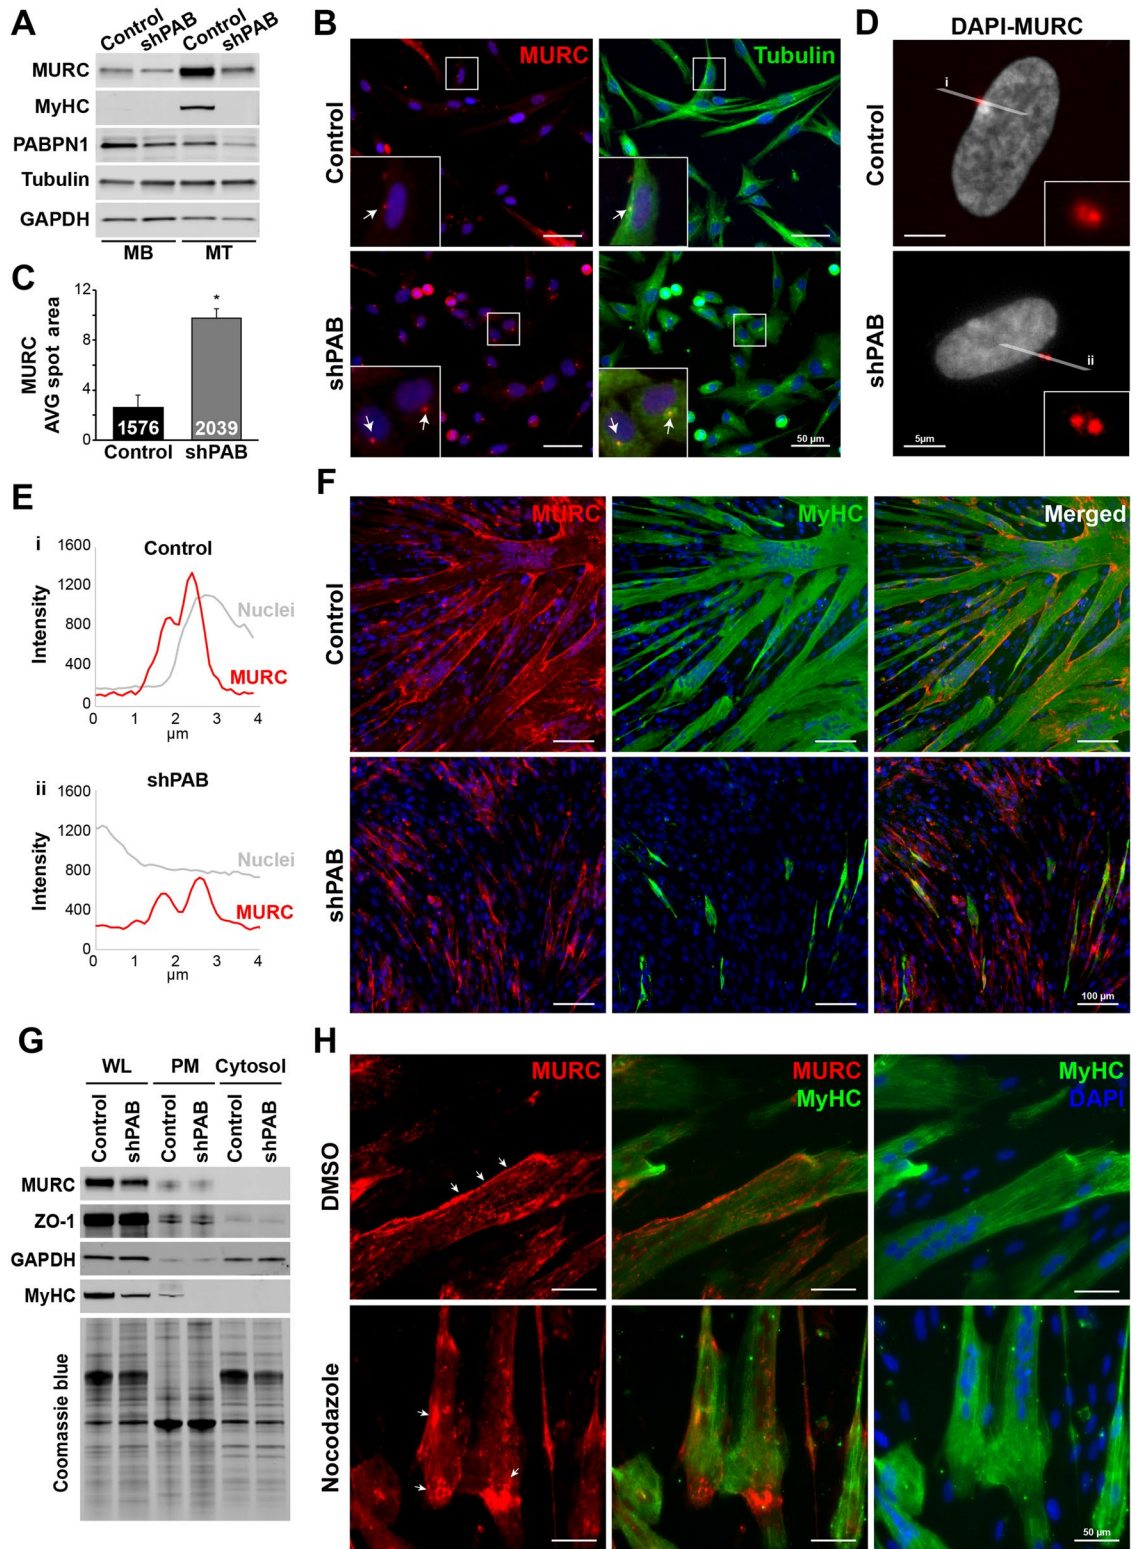 A
Control
shPAB
Control
shPAB
MURC
MyHC
PABPN1
Tubulin
GAPDH
MB
MT
B
MURC
Tubulin
Control
shPAB
50 µm
C
MURC
AVG spot area
12
8
4
0
*
1576
2039
Control
shPAB
D
DAPI-MURC
Control
i
shPAB
ii
5µm
E
i
Control
1600
1200
800
400
0
Intensity
Nuclei
MURC
0
1
2
3
4
µm
ii
shPAB
1600
1200
800
400
0
Intensity
Nuclei
MURC
0
1
2
3
4
µm
F
MURC
MyHC
Merged
Control
shPAB
100 µm
G
WL
PM
Cytosol
Control
shPAB
Control
shPAB
Control
shPAB
MURC
ZO-1
GAPDH
MyHC
Coomassie blue
H
MURC
MURC
MyHC
MyHC
DAPI
DMSO
Nocodazole
50 µm